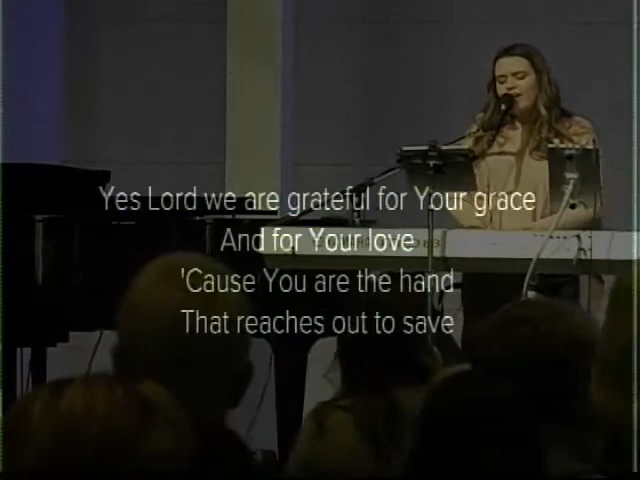 Yes Lord we are grateful for Your grace
And for Your love
'Cause You are the hand
That reaches out to save